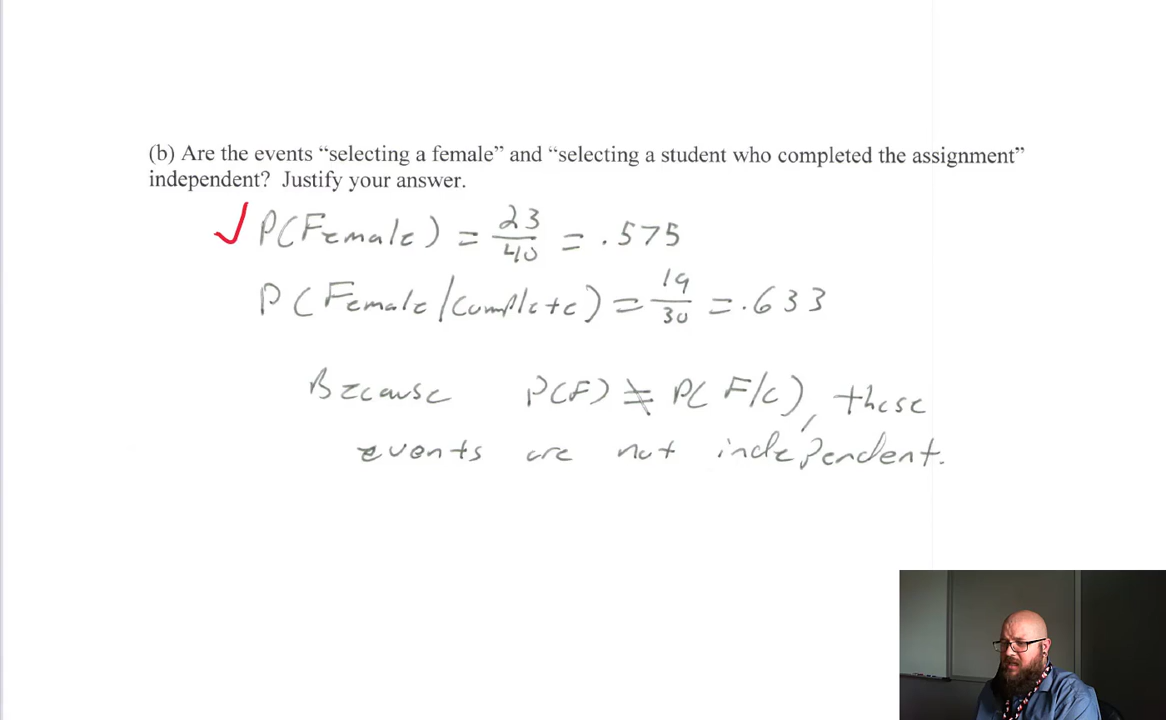 (b) Are the events “selecting a female” and “selecting a student who completed the assignment”
independent? Justify your answer.
P(Female) = 23/40 = .575
P(Female/complete) = 19/30 = .633
Because P(F) ≠ P(F/c), these
events are not independent.